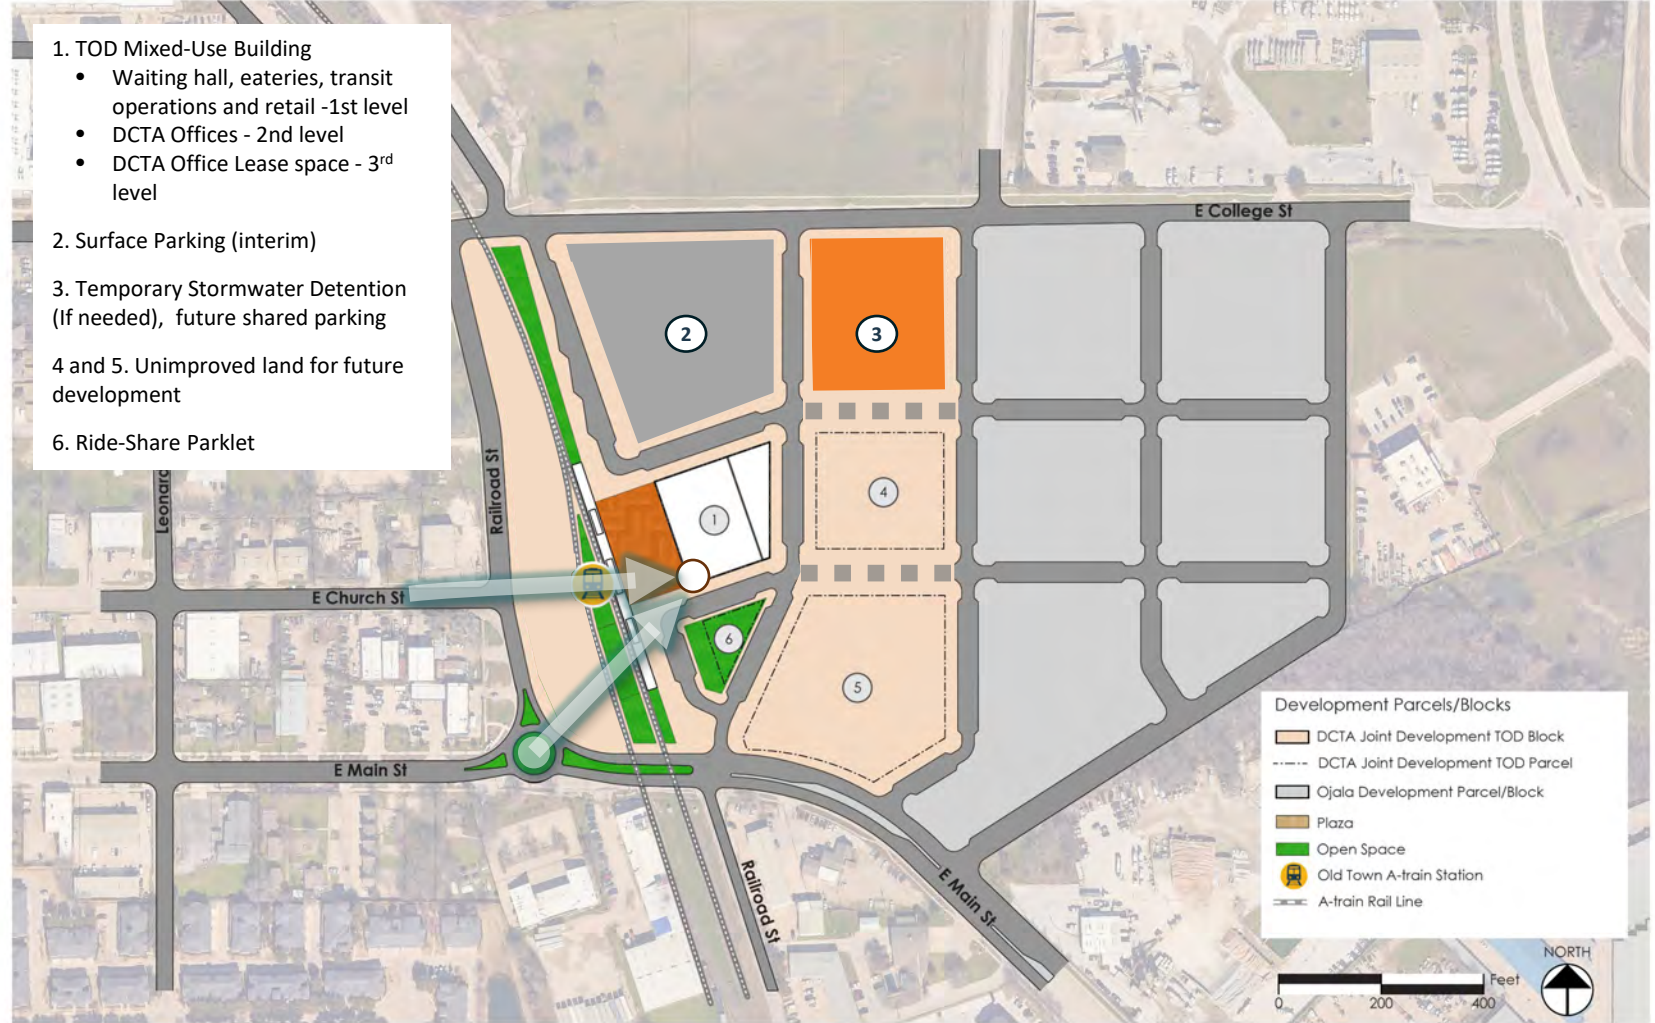 1. TOD Mixed-Use Building
• Waiting hall, eateries, transit
operations and retail -1st level
• DCTA Offices - 2nd level
• DCTA Office Lease space - 3rd
level
2. Surface Parking (interim)
3. Temporary Stormwater Detention
(If needed),  future shared parking
4 and 5. Unimproved land for future
development
6. Ride-Share Parklet
E College St
2
3
Leonar
Railroad St
4
1
E Church St
6
5
E Main St
Railroad St
E Main St
Development Parcels/Blocks
DCTA Joint Development TOD Block
DCTA Joint Development TOD Parcel
Ojala Development Parcel/Block
Plaza
Open Space
Old Town A-train Station
A-train Rail Line
NORTH
Feet
0 200 400